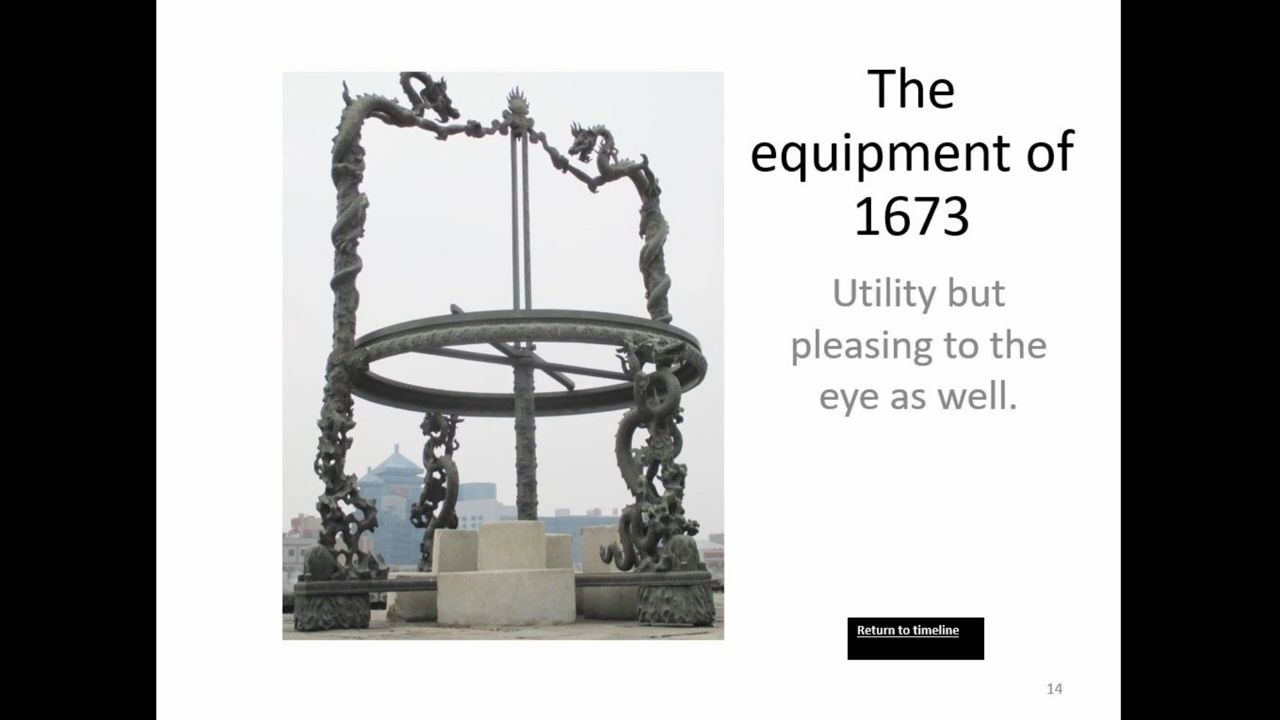 The
equipment of
1673
Utility but
pleasing to the
eye as well.
Return to timeline
14